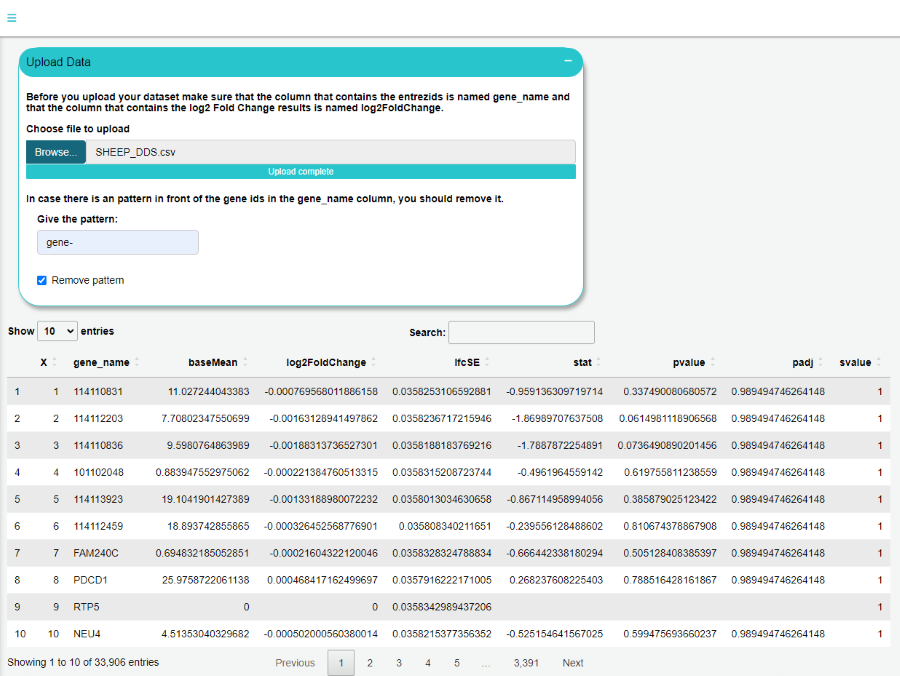 Upload Data
Before you upload your dataset make sure that the column that contains the entrezids is named gene_name and
that the column that contains the log2 Fold Change results is named log2FoldChange.
Choose file to upload
Browse... SHEEP_DDS.csv
Upload complete
In case there is an pattern in front of the gene ids in the gene_name column, you should remove it.
Give the pattern:
gene-
Remove pattern
Show 10 entries Search:
X gene_name baseMean log2FoldChange lfcSE stat pvalue padj svalue
1 1 114110831 11.027244043383 -0.000769568011886158 0.0358253106592881 -0.959136309719714 0.337490080680572 0.989494746264148 1
2 2 114112203 7.70802347550699 -0.00163128941497862 0.0358236717215946 -1.86989707637508 0.0614981118906568 0.989494746264148 1
3 3 114110836 9.5980764863989 -0.00188313736527301 0.0358188183769216 -1.7887872254891 0.0736490890201456 0.989494746264148 1
4 4 101102048 0.883947552975062 -0.000221384760513315 0.0358315208723744 -0.4961964559142 0.619755811238559 0.989494746264148 1
5 5 114113923 19.1041901427389 -0.00133188980072232 0.0358013034630658 -0.867114958994056 0.385879025123422 0.989494746264148 1
6 6 114112459 18.893742855865 -0.000326452568776901 0.035808340211651 -0.239556128488602 0.810674378867908 0.989494746264148 1
7 7 FAM240C 0.694832185052851 -0.00021604322120046 0.0358328324788834 -0.666442338180294 0.505128408385397 0.989494746264148 1
8 8 PDCD1 25.9758722061138 0.000468417162499697 0.0357916222171005 0.268237608225403 0.788516428161867 0.989494746264148 1
9 9 RTP5 0 0 0.0358342989437206 1
10 10 NEU4 4.51353040329682 -0.000502000560380014 0.0358215377356352 -0.525154641567025 0.599475693660237 0.989494746264148 1
Showing 1 to 10 of 33,906 entries Previous 1 2 3 4 5 ... 3,391 Next